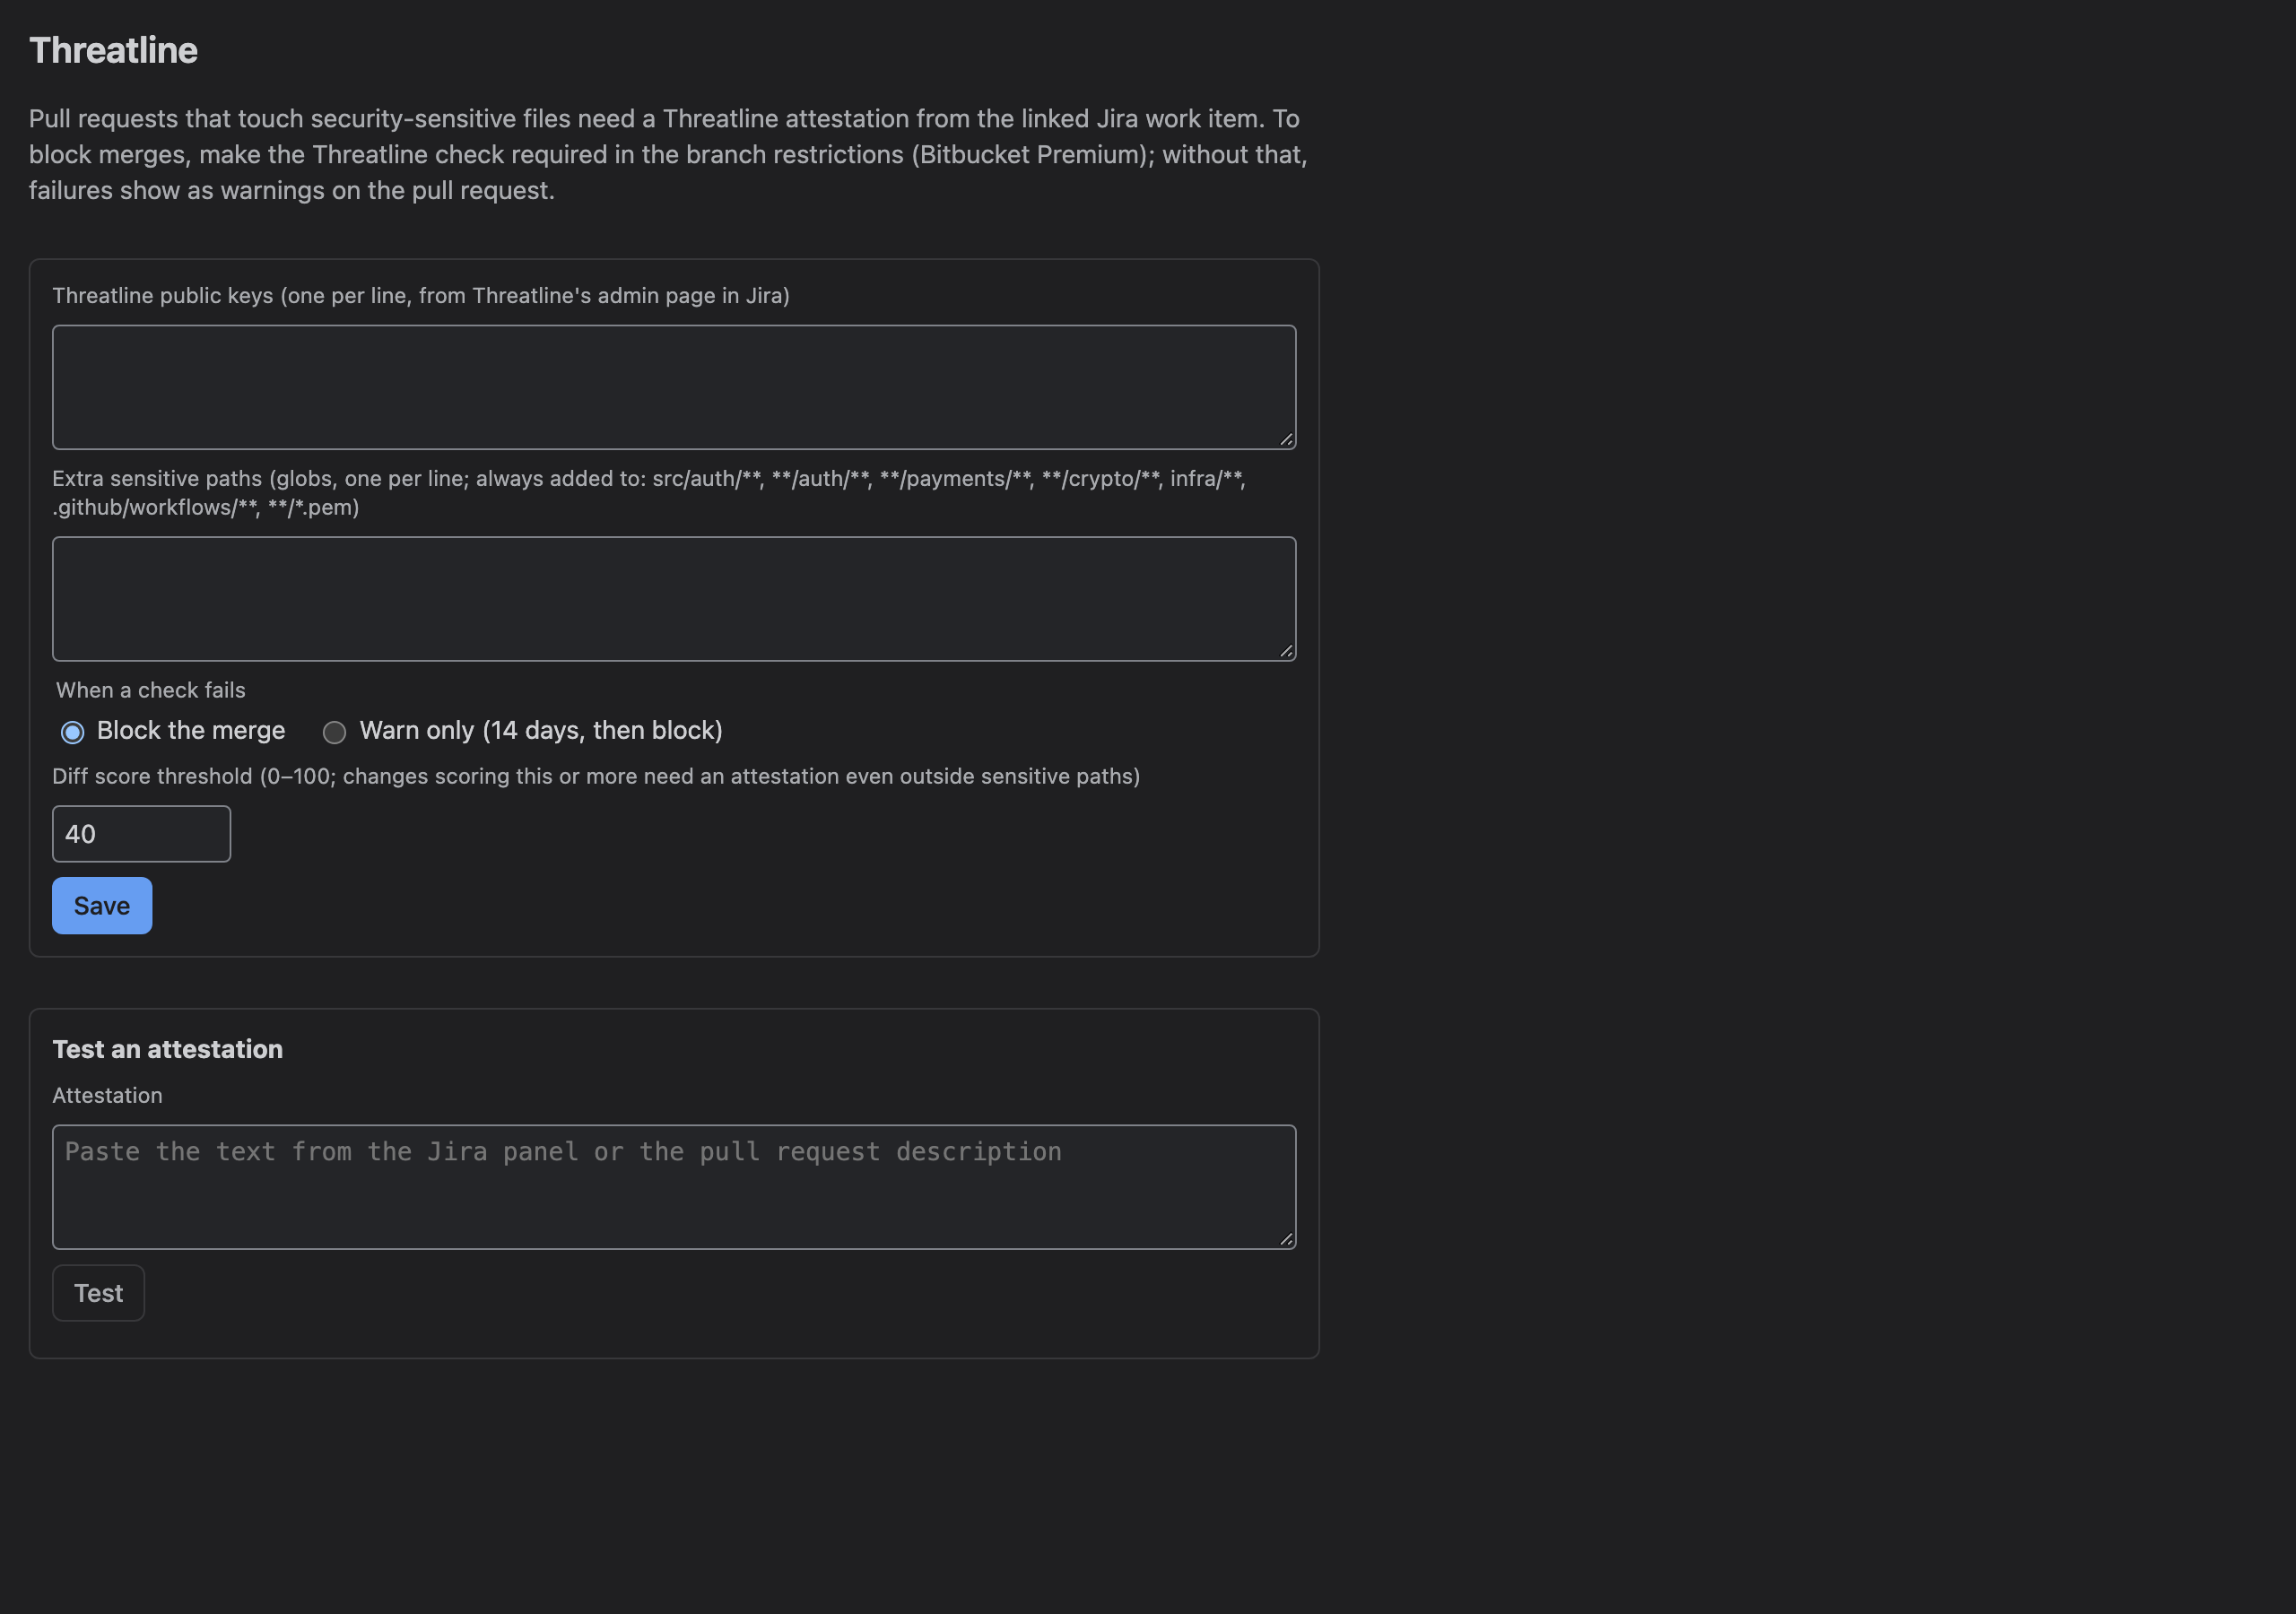 Threatline
Pull requests that touch security-sensitive files need a Threatline attestation from the linked Jira work item. To
block merges, make the Threatline check required in the branch restrictions (Bitbucket Premium); without that,
failures show as warnings on the pull request.
Threatline public keys (one per line, from Threatline's admin page in Jira)
Extra sensitive paths (globs, one per line; always added to: src/auth/**, **/auth/**, **/payments/**, **/crypto/**, infra/**,
.github/workflows/**, **/*.pem)
When a check fails
Block the merge
Warn only (14 days, then block)
Diff score threshold (0–100; changes scoring this or more need an attestation even outside sensitive paths)
40
Save
Test an attestation
Attestation
Paste the text from the Jira panel or the pull request description
Test